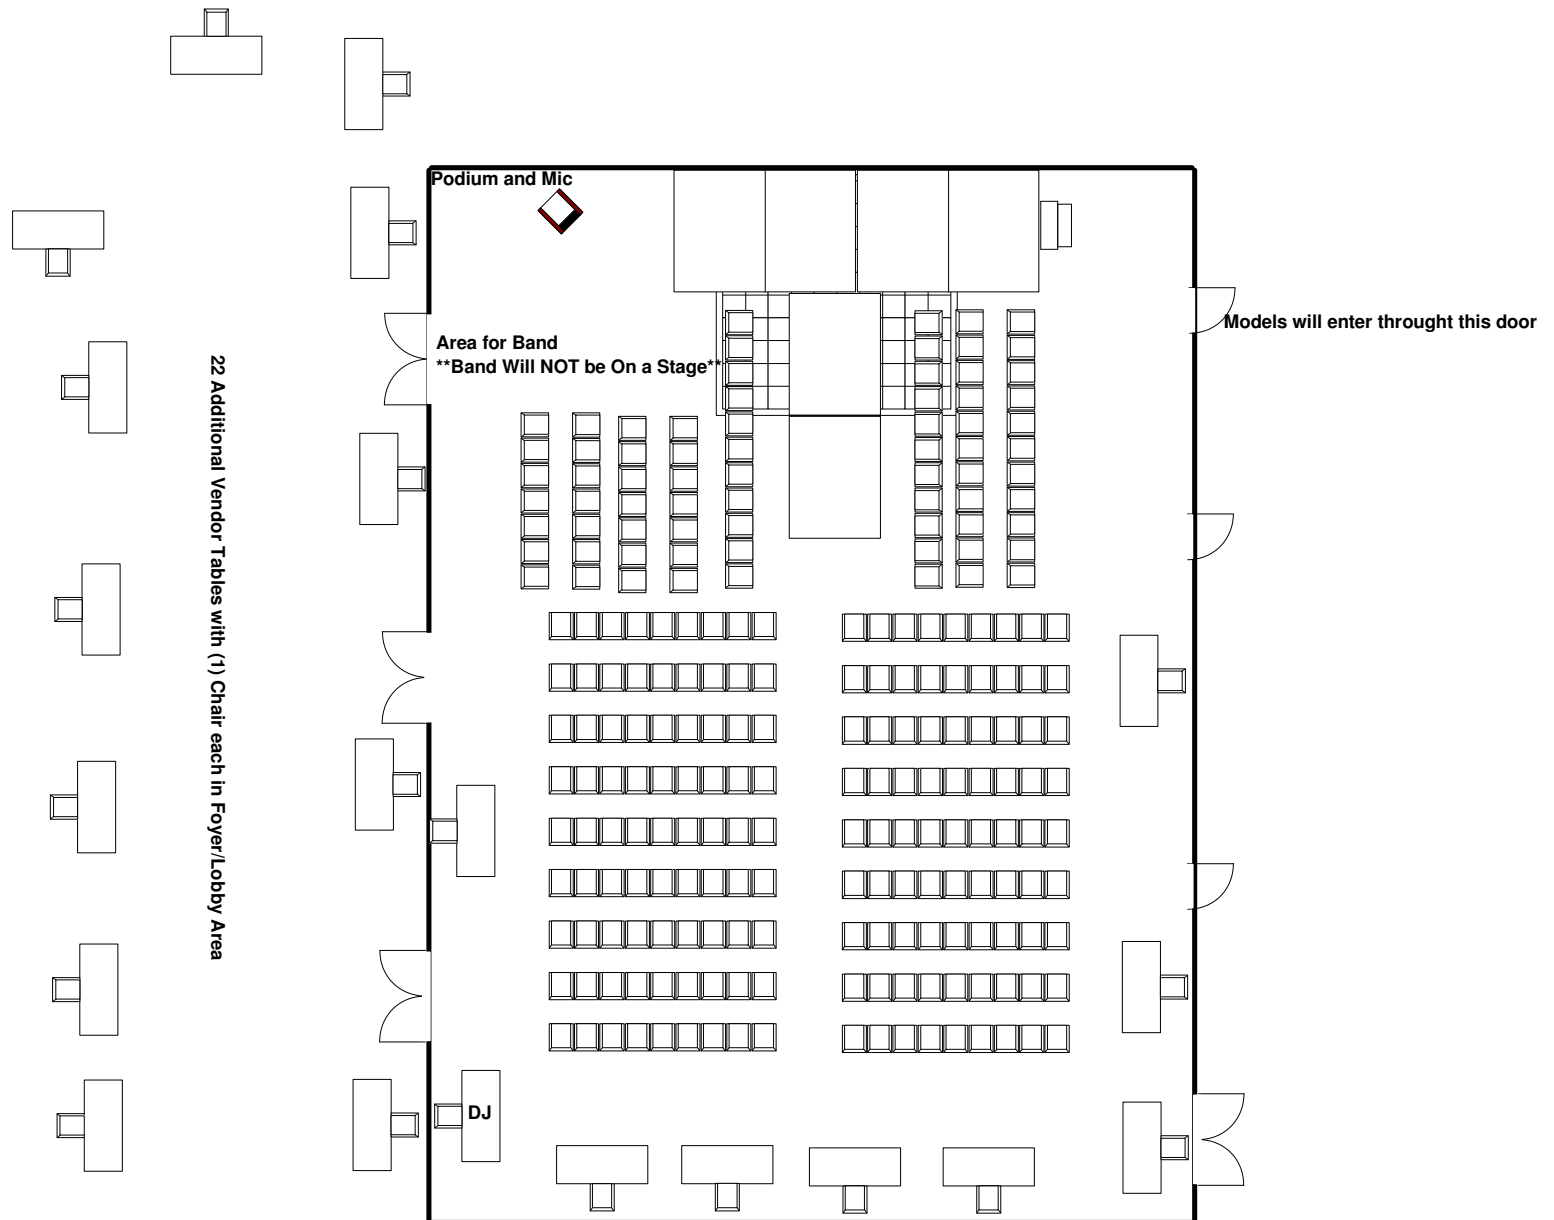 Podium and Mic
Area for Band
**Band Will NOT be On a Stage**
Models will enter throught this door
22 Additional Vendor Tables with (1) Chair each in Foyer/Lobby Area
DJ